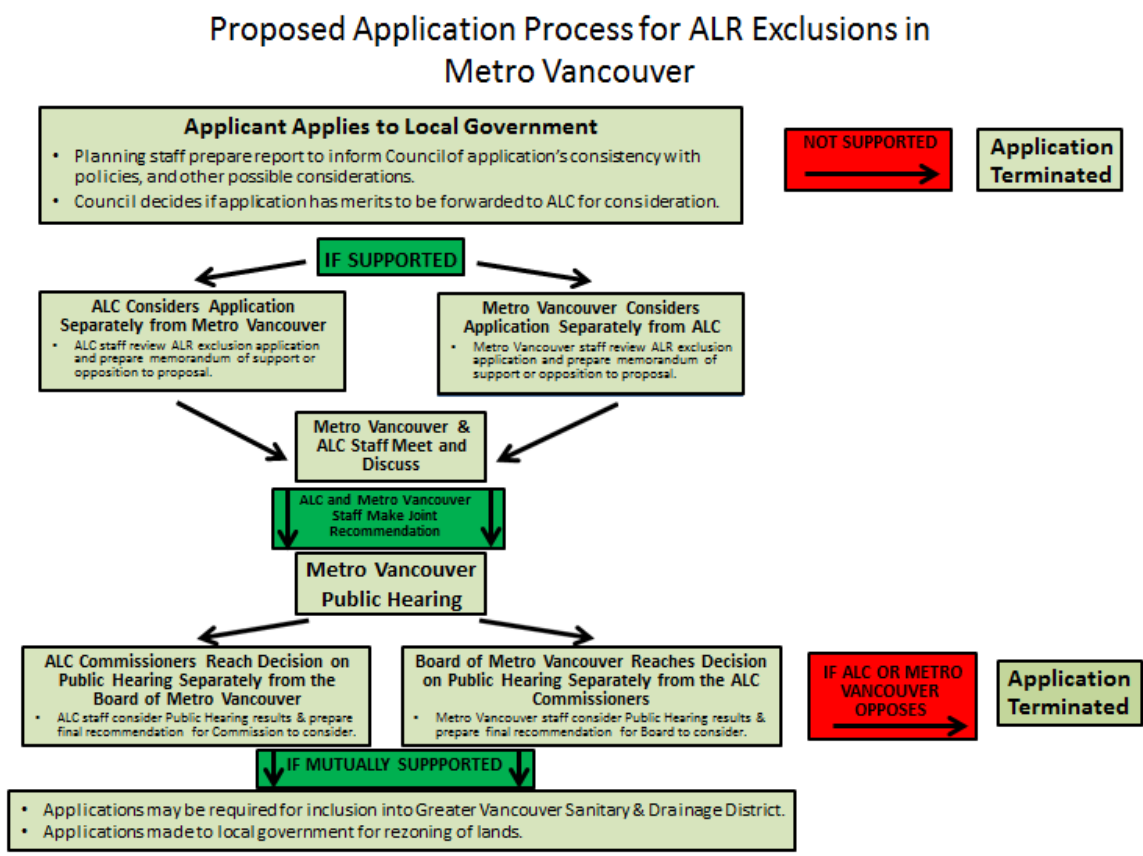 Proposed Application Process for ALR Exclusions in
Metro Vancouver
Applicant Applies to Local Government
• Planning staff prepare report to inform Council of application's consistency with
policies, and other possible considerations.
• Council decides if application has merits to be forwarded to ALC for consideration.
NOT SUPPORTED
Application
Terminated
IF SUPPORTED
ALC Considers Application
Separately from Metro Vancouver
• ALC staff review ALR exclusion application
and prepare memorandum of support or
opposition to proposal.
Metro Vancouver Considers
Application Separately from ALC
• Metro Vancouver staff review ALR exclusion
application and prepare memorandum of
support or opposition to proposal.
Metro Vancouver &
ALC Staff Meet and
Discuss
ALC and Metro Vancouver
Staff Make Joint
Recommendation
Metro Vancouver
Public Hearing
ALC Commissioners Reach Decision on
Public Hearing Separately from the
Board of Metro Vancouver
• ALC staff consider Public Hearing results & prepare
final recommendation for Commission to consider.
Board of Metro Vancouver Reaches Decision
on Public Hearing Separately from the ALC
Commissioners
• Metro Vancouver staff consider Public Hearing results &
prepare final recommendation for Board to consider.
IF ALC OR METRO
VANCOUVER
OPPOSES
Application
Terminated
IF MUTUALLY SUPPPORTED
• Applications may be required for inclusion into Greater Vancouver Sanitary & Drainage District.
• Applications made to local government for rezoning of lands.